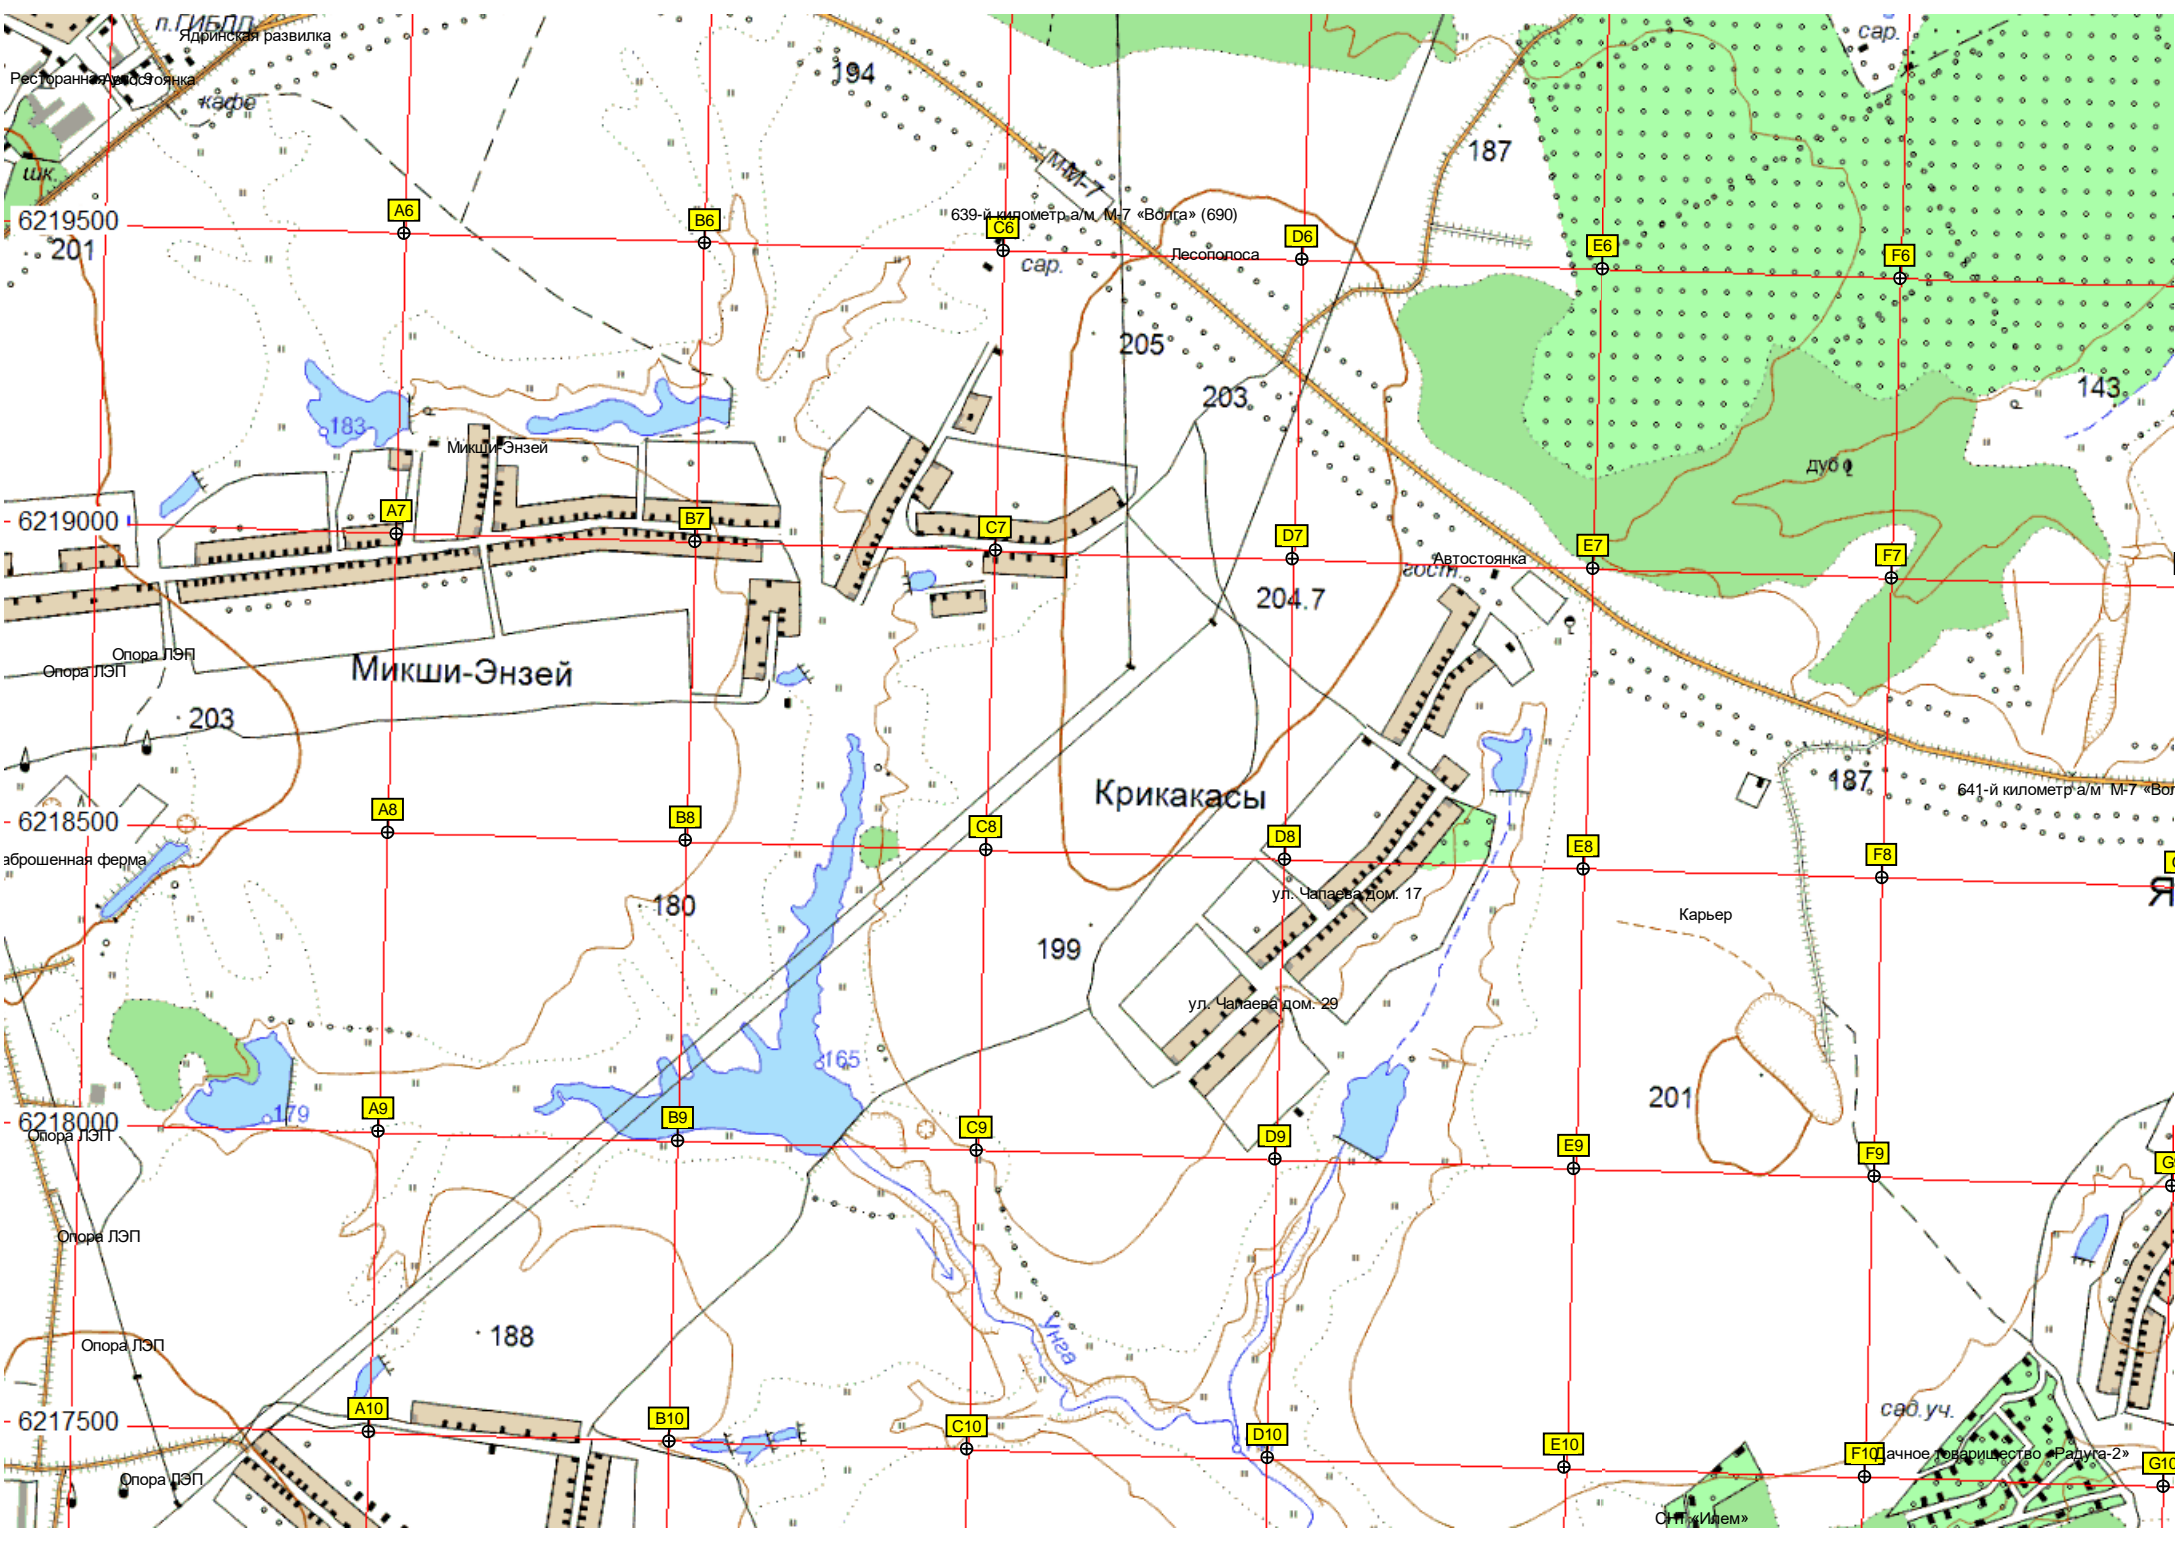 п.ГИБДД
Ядринская развилка
сар.
194
Автостоянка
кафе
187
М-7
шк.
6219500
A6
B6
639-й километр а/м М-7 «Волга» (690)
C6
D6
E6
F6
201
сар.
Лесополоса
205
203
143
183
Микши-Энзей
дуб
6219000
A7
B7
C7
D7
E7
F7
Автостоянка
гост.
204.7
Опора ЛЭП
Опора ЛЭП
Микши-Энзей
203
Крикакасы
187
641-й километр а/м М-7 «Вол
6218500
A8
B8
C8
D8
E8
F8
аброшенная ферма
ул. Чапаева дом. 17
180
Карьер
199
ул. Чапаева дом. 29
165
201
179
6218000
A9
B9
C9
D9
E9
F9
G
Опора ЛЭП
Опора ЛЭП
188
Унга
Опора ЛЭП
6217500
A10
B10
C10
D10
E10
F10
G10
сад.уч.
Дачное товарищество «Радуга-2»
Опора ЛЭП
СНТ «Илем»